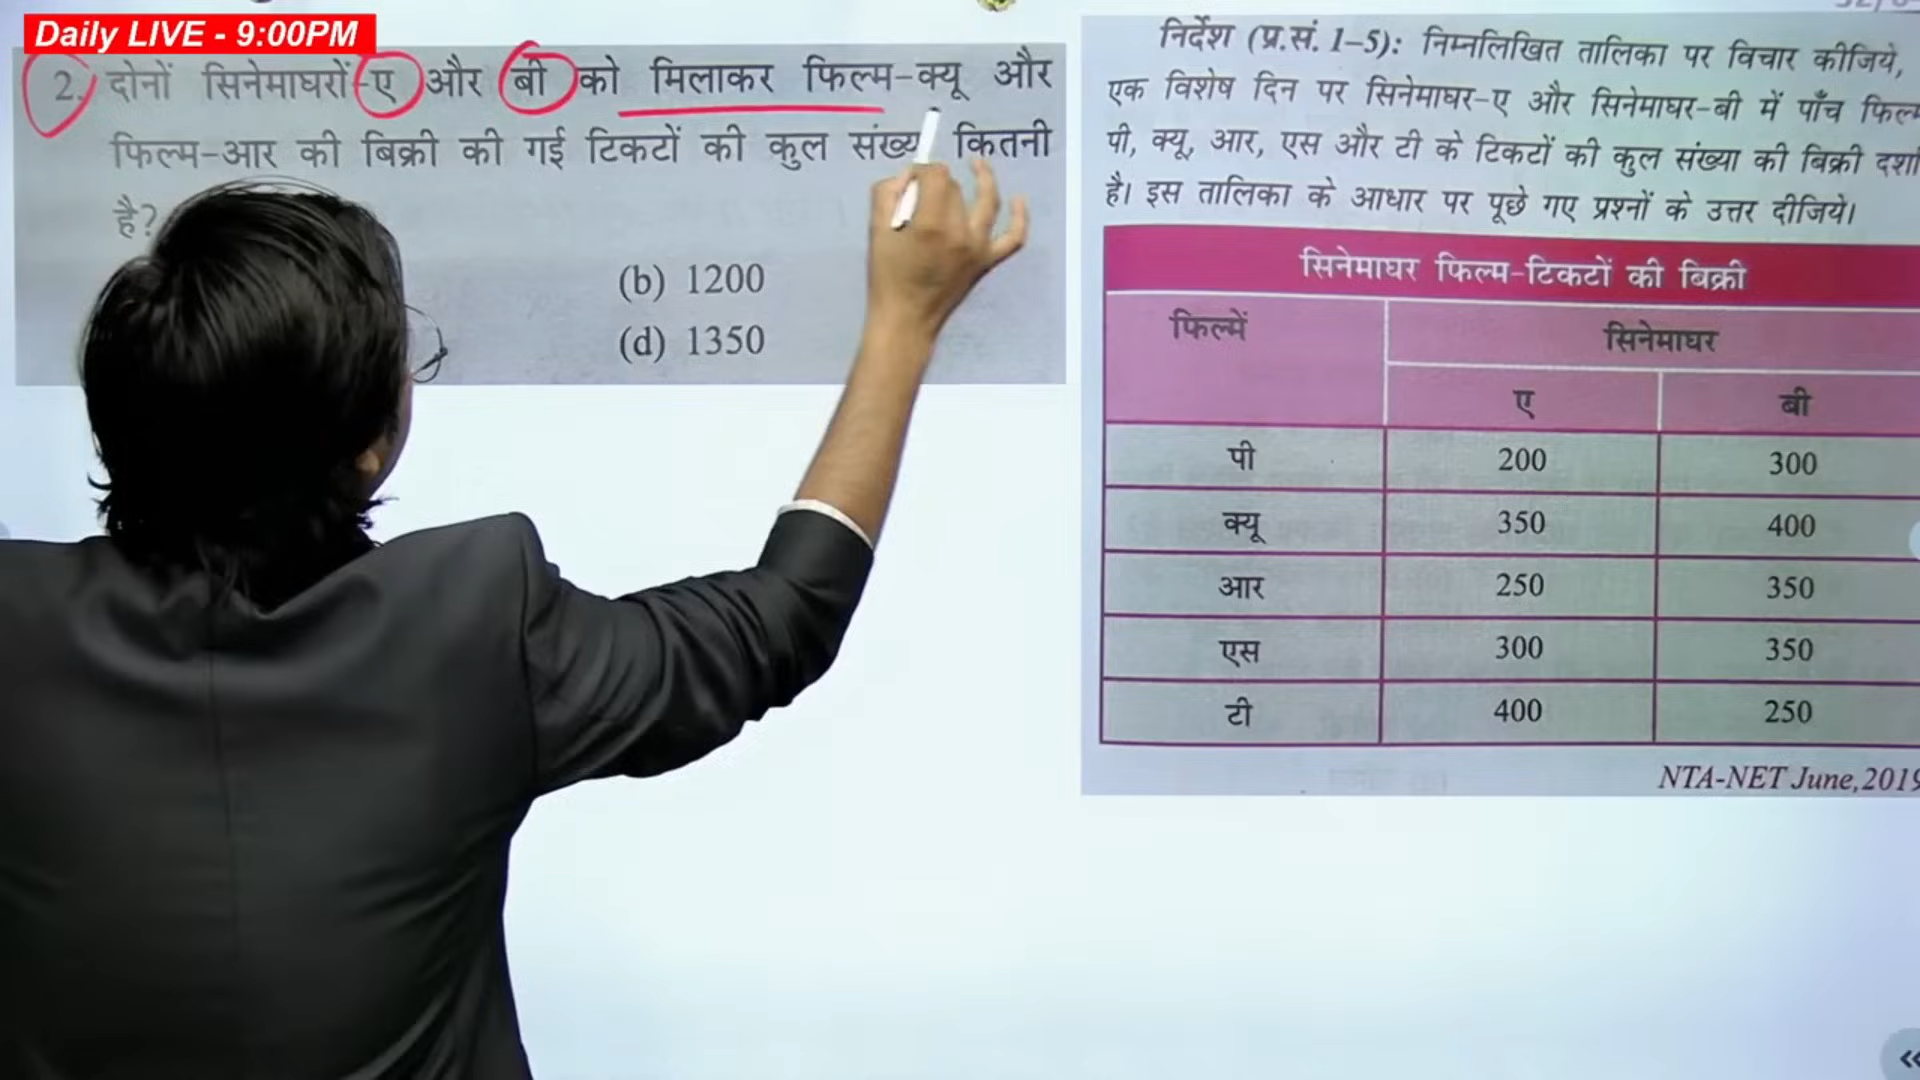 Daily LIVE - 9:00PM
2. दोनों सिनेमाघरों-ए और बी को मिलाकर फिल्म-क्यू और
फिल्म-आर की बिक्री की गई टिकटों की कुल संख्या कितनी
है?
(b) 1200
(d) 1350
निर्देश (प्र.सं. 1–5): निम्नलिखित तालिका पर विचार कीजिये,
एक विशेष दिन पर सिनेमाघर-ए और सिनेमाघर-बी में पाँच फिल्म
पी, क्यू, आर, एस और टी के टिकटों की कुल संख्या की बिक्री
है। इस तालिका के आधार पर पूछे गए प्रश्नों के उत्तर दीजिये।
सिनेमाघर फिल्म-टिकटों की बिक्री
फिल्में सिनेमाघर
ए बी
पी 200 300
क्यू 350 400
आर 250 350
एस 300 350
टी 400 250
NTA-NET June,2019